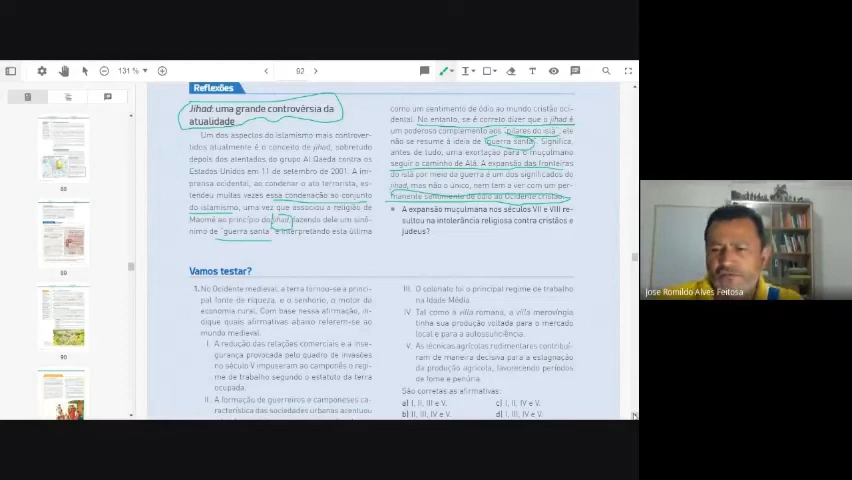 131 %
92
Reflexões
Jihad: uma grande controvérsia da
atualidade
Um dos aspectos do islamismo mais controver-
tidos atualmente é o conceito de jihad, sobretudo
depois dos atentados do grupo Al Qaeda contra os
Estados Unidos em 11 de setembro de 2001. A im-
prensa ocidental, ao condenar o ato terrorista, es-
tendeu muitas vezes essa condenação ao conjunto
do islamismo, uma vez que associou a religião de
Maomé ao princípio do jihad, fazendo dele um sinô-
nimo de "guerra santa" e interpretando esta última
como um sentimento de ódio ao mundo cristão oci-
dental. No entanto, se é correto dizer que o jihad é
um poderoso complemento aos "pilares do islã", ele
não se resume à ideia de "guerra santa". Significa,
antes de tudo, uma exortação para o muçulmano
seguir o caminho de Alá. A expansão das fronteiras
do islã por meio da guerra é um dos significados do
jihad, mas não o único, nem tem a ver com um per-
manente sentimento de ódio ao Ocidente cristão.
A expansão muçulmana nos séculos VII e VIII re-
sultou na intolerância religiosa contra cristãos e
judeus?
Vamos testar?
1. No Ocidente medieval, a terra tornou-se a princi-
pal fonte de riqueza, e o senhorio, o motor da
economia rural. Com base nessa afirmação, in-
dique quais afirmativas abaixo referem-se ao
mundo medieval.
I. A redução das relações comerciais e a inse-
gurança provocada pelo quadro de invasões
no século V impuseram ao camponês o regi-
me de trabalho segundo o estatuto da terra
ocupada.
II. A formação de guerreiros e camponeses ca-
racterística das sociedades urbanas acentuou
III. O colonato foi o principal regime de trabalho
na Idade Média.
IV. Tal como a villa romana, a villa merovíngia
tinha sua produção voltada para o mercado
local e para a autossuficiência.
V. As técnicas agrícolas rudimentares contribuí-
ram de maneira decisiva para a estagnação
da produção agrícola, favorecendo períodos
de fome e penúria.
São corretas as afirmativas:
a) I, II, III e V.
b) II, III, IV e V.
c) I, II, IV e V.
d) I, III, IV e V.
88
89
90
Jose Romildo Alves Feitosa